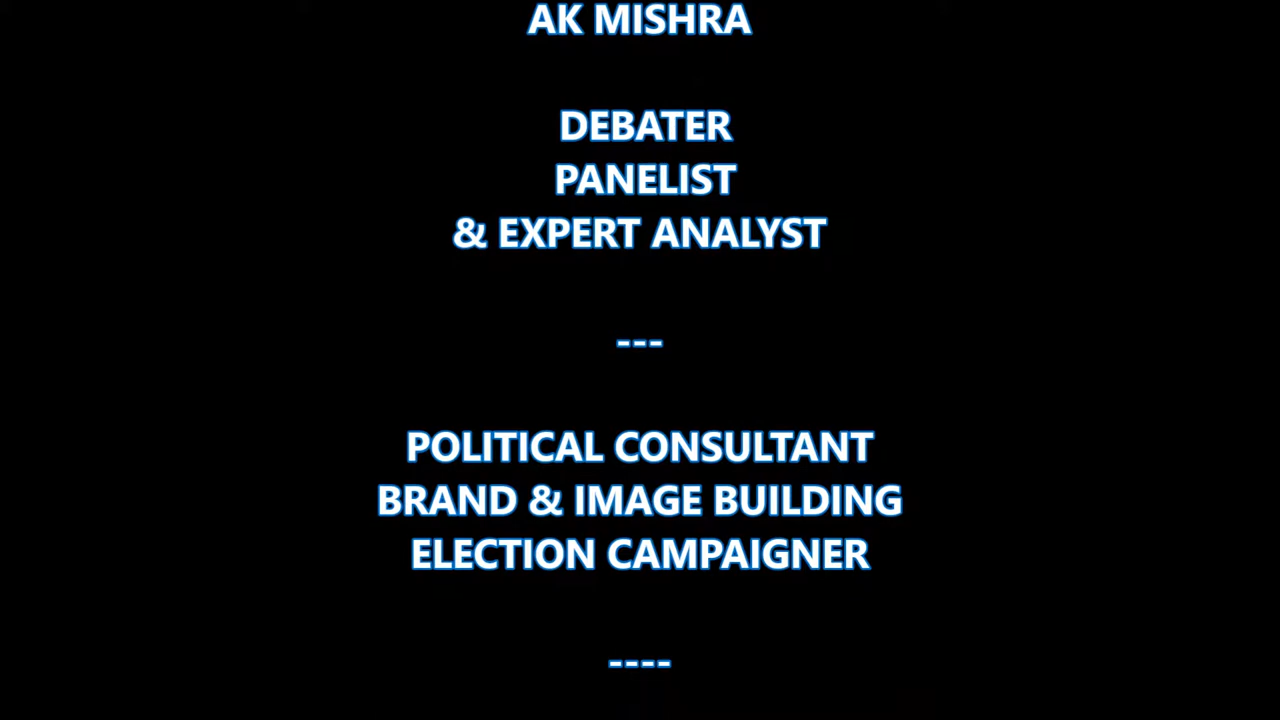 AK MISHRA
DEBATER
PANELIST
& EXPERT ANALYST
---
POLITICAL CONSULTANT
BRAND & IMAGE BUILDING
ELECTION CAMPAIGNER
----